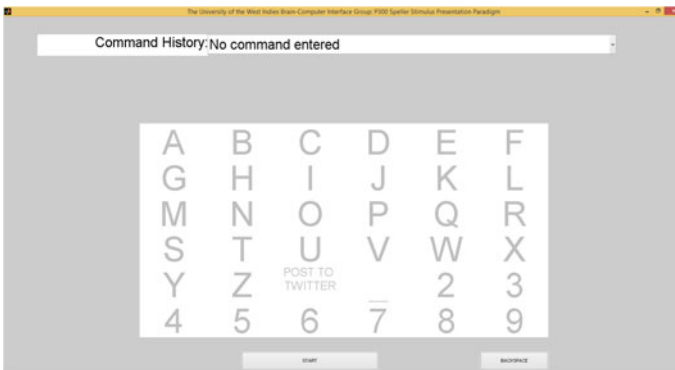 The University of the West Indies Brain-Computer Interface Group: P300 Speller Stimulus Presentation Paradigm
Command History: No command entered
A B C D E F
G H I J K L
M N O P Q R
S T U V W X
Y Z POST TO TWITTER _ 2 3
4 5 6 7 8 9
START BACKSPACE